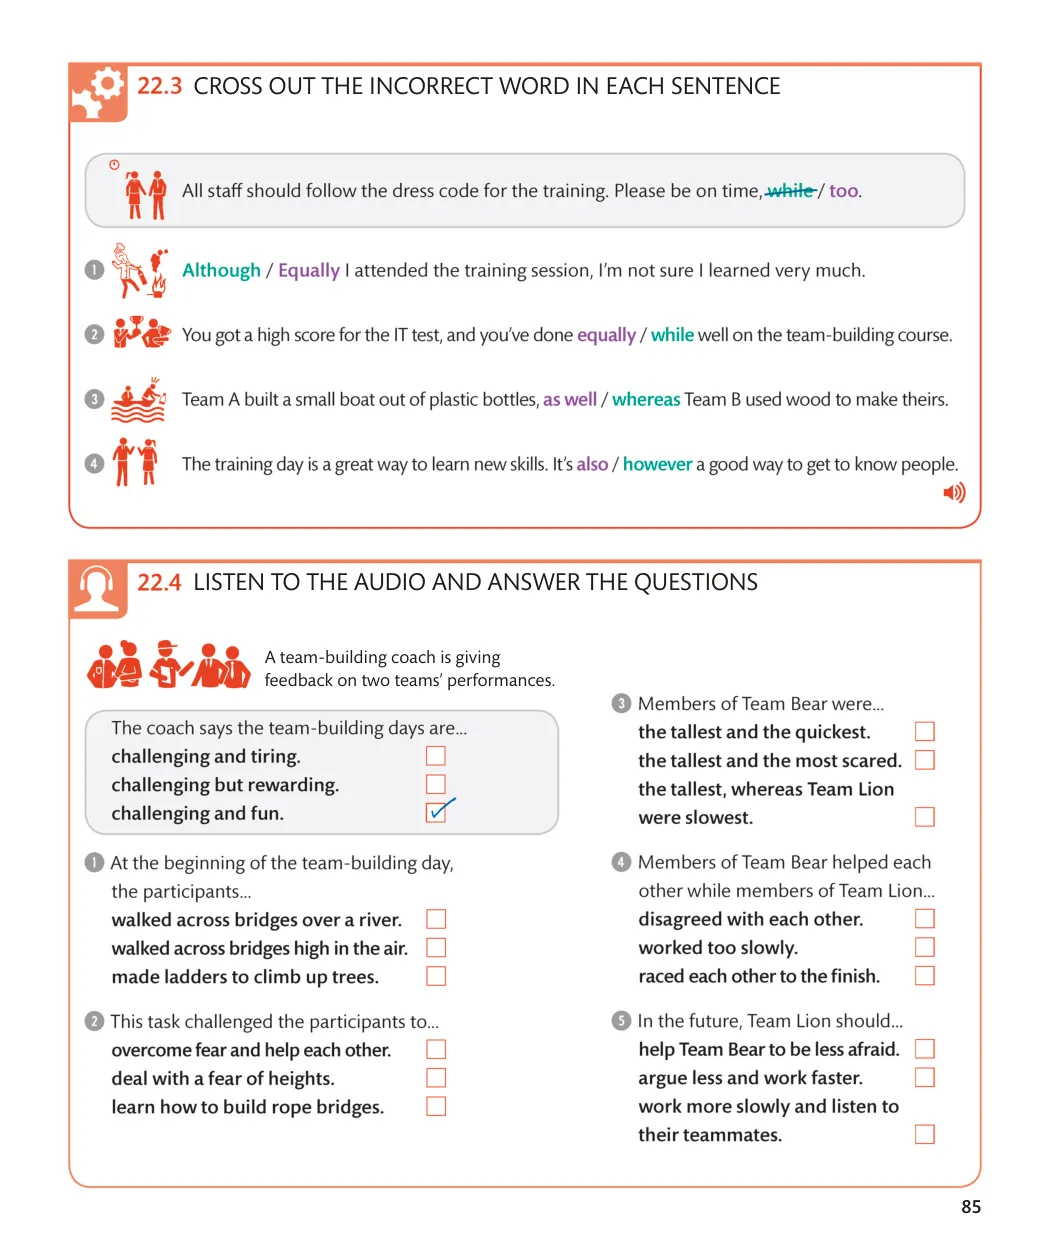 22.3 CROSS OUT THE INCORRECT WORD IN EACH SENTENCE
All staff should follow the dress code for the training. Please be on time, while / too.
1 Although / Equally I attended the training session, I'm not sure I learned very much.
2 You got a high score for the IT test, and you've done equally / while well on the team-building course.
3 Team A built a small boat out of plastic bottles, as well / whereas Team B used wood to make theirs.
4 The training day is a great way to learn new skills. It's also / however a good way to get to know people.
22.4 LISTEN TO THE AUDIO AND ANSWER THE QUESTIONS
A team-building coach is giving
feedback on two teams' performances.
The coach says the team-building days are...
challenging and tiring.
challenging but rewarding.
challenging and fun.
1 At the beginning of the team-building day,
the participants...
walked across bridges over a river.
walked across bridges high in the air.
made ladders to climb up trees.
2 This task challenged the participants to...
overcome fear and help each other.
deal with a fear of heights.
learn how to build rope bridges.
3 Members of Team Bear were...
the tallest and the quickest.
the tallest and the most scared.
the tallest, whereas Team Lion
were slowest.
4 Members of Team Bear helped each
other while members of Team Lion...
disagreed with each other.
worked too slowly.
raced each other to the finish.
5 In the future, Team Lion should...
help Team Bear to be less afraid.
argue less and work faster.
work more slowly and listen to
their teammates.
85